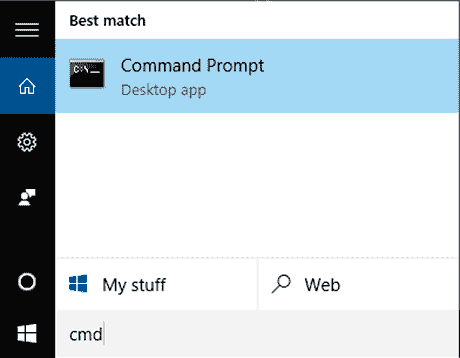 Best match
Command Prompt
Desktop app
My stuff
Web
cmd